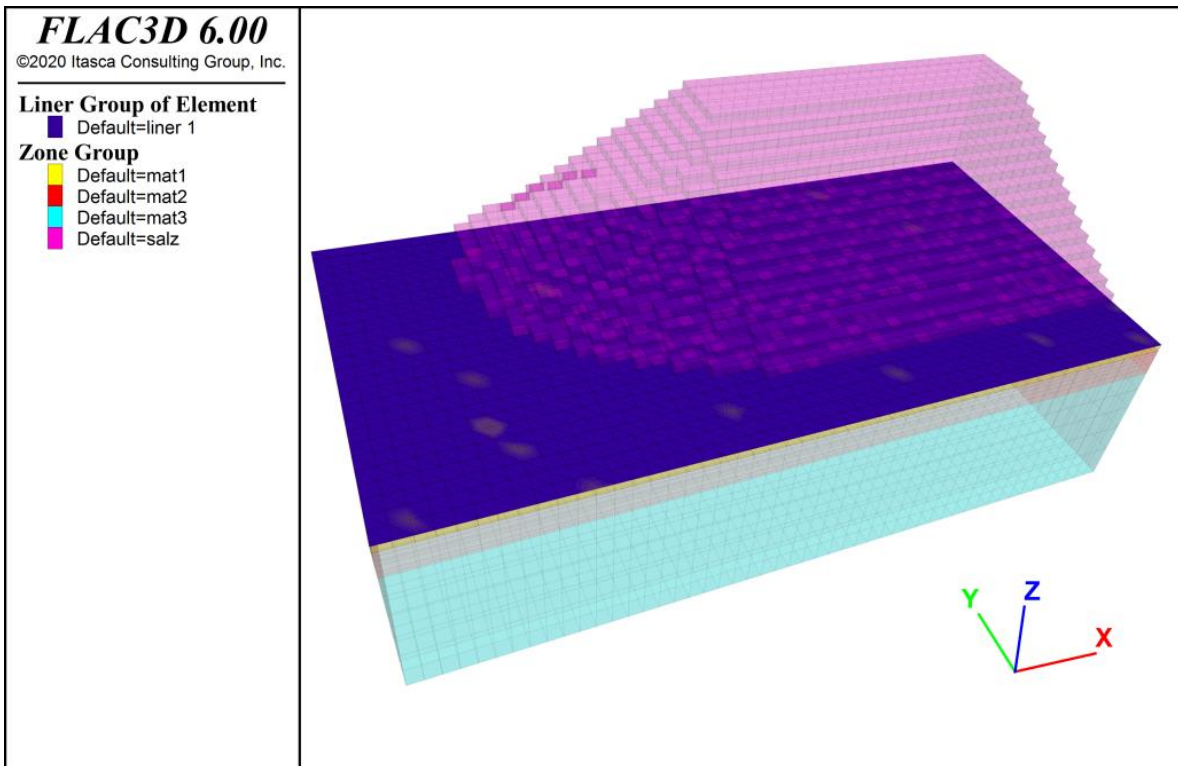 FLAC3D 6.00
©2020 Itasca Consulting Group, Inc.
Liner Group of Element
Default=liner 1
Zone Group
Default=mat1
Default=mat2
Default=mat3
Default=salz
Y
Z
X